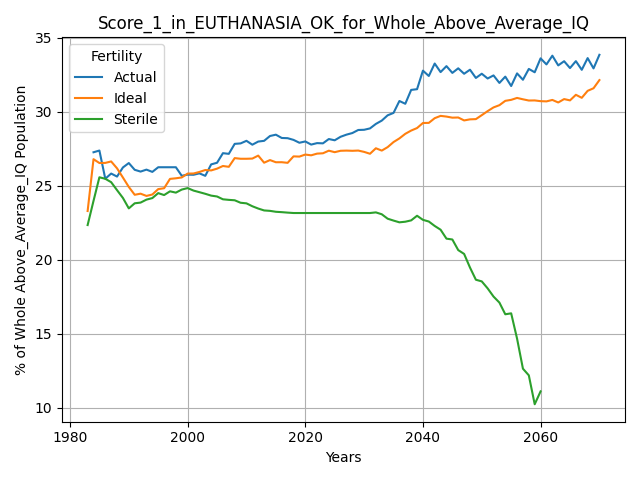 Score_1_in_EUTHANASIA_OK_for_Whole_Above_Average_IQ
Fertility
Actual
Ideal
Sterile
% of Whole Above_Average_IQ Population
35
30
25
20
15
10
1980
2000
2020
2040
2060
Years